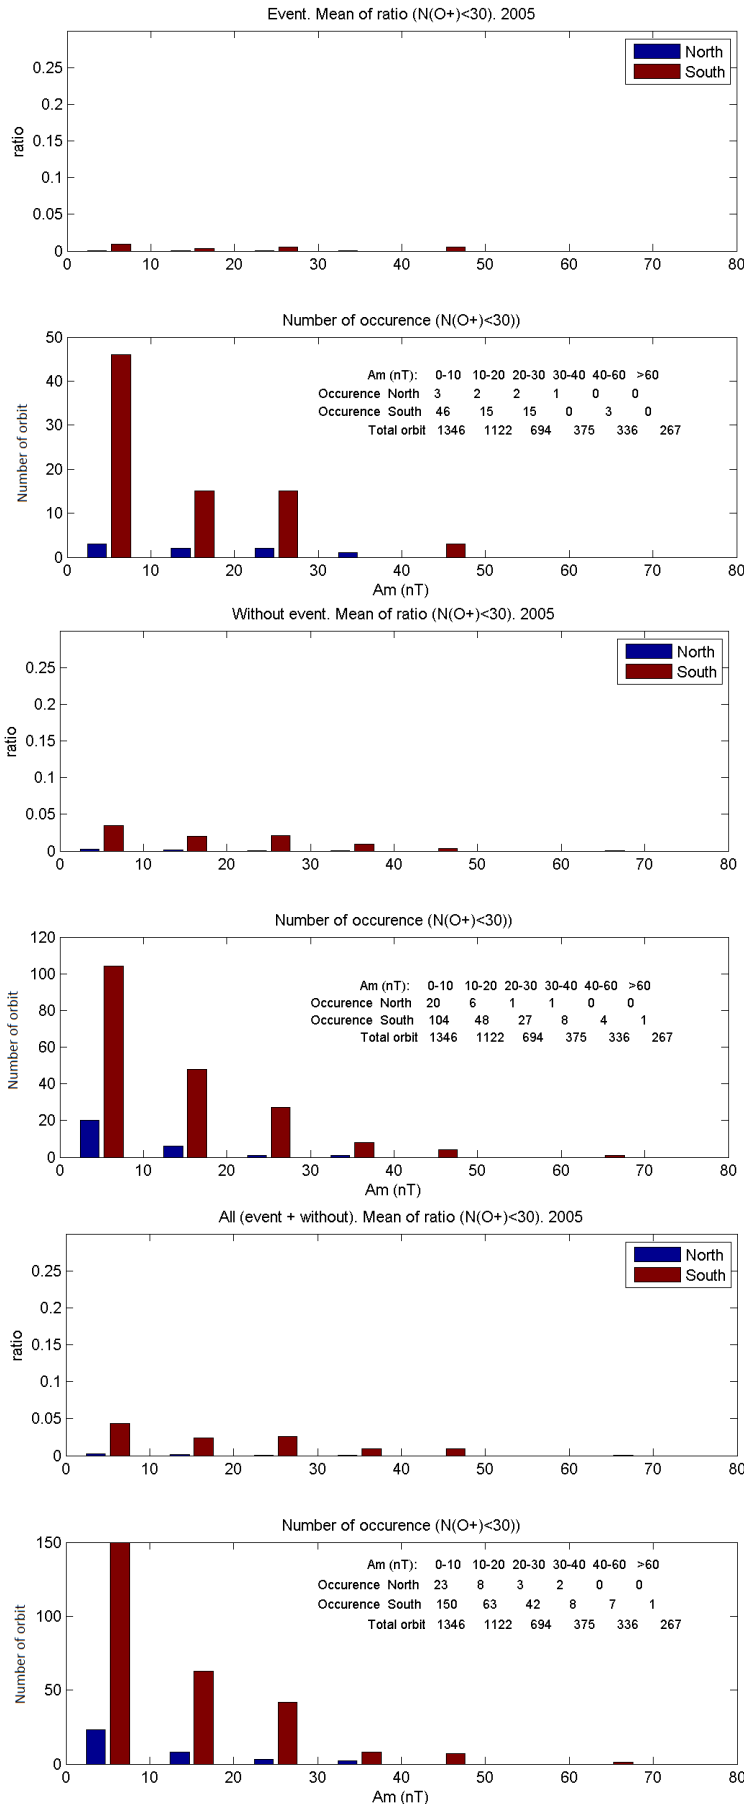 Event. Mean of ratio (N(O+)<30). 2005
North
South
ratio
0.25
0.2
0.15
0.1
0.05
0
0 10 20 30 40 50 60 70 80
Number of occurence (N(O+)<30))
Number of orbit
50
40
30
20
10
0
Am (nT): 0-10 10-20 20-30 30-40 40-60 >60
Occurence North 3 2 2 1 0 0
Occurence South 46 15 15 0 3 0
Total orbit 1346 1122 694 375 336 267
0 10 20 30 40 50 60 70 80
Am (nT)
Without event. Mean of ratio (N(O+)<30). 2005
North
South
ratio
0.25
0.2
0.15
0.1
0.05
0
0 10 20 30 40 50 60 70 80
Number of occurence (N(O+)<30))
Number of orbit
120
100
80
60
40
20
0
Am (nT): 0-10 10-20 20-30 30-40 40-60 >60
Occurence North 20 6 1 1 0 0
Occurence South 104 48 27 8 4 1
Total orbit 1346 1122 694 375 336 267
0 10 20 30 40 50 60 70 80
Am (nT)
All (event + without). Mean of ratio (N(O+)<30). 2005
North
South
ratio
0.25
0.2
0.15
0.1
0.05
0
0 10 20 30 40 50 60 70 80
Number of occurence (N(O+)<30))
Number of orbit
150
100
50
0
Am (nT): 0-10 10-20 20-30 30-40 40-60 >60
Occurence North 23 8 3 2 0 0
Occurence South 150 63 42 8 7 1
Total orbit 1346 1122 694 375 336 267
0 10 20 30 40 50 60 70 80
Am (nT)